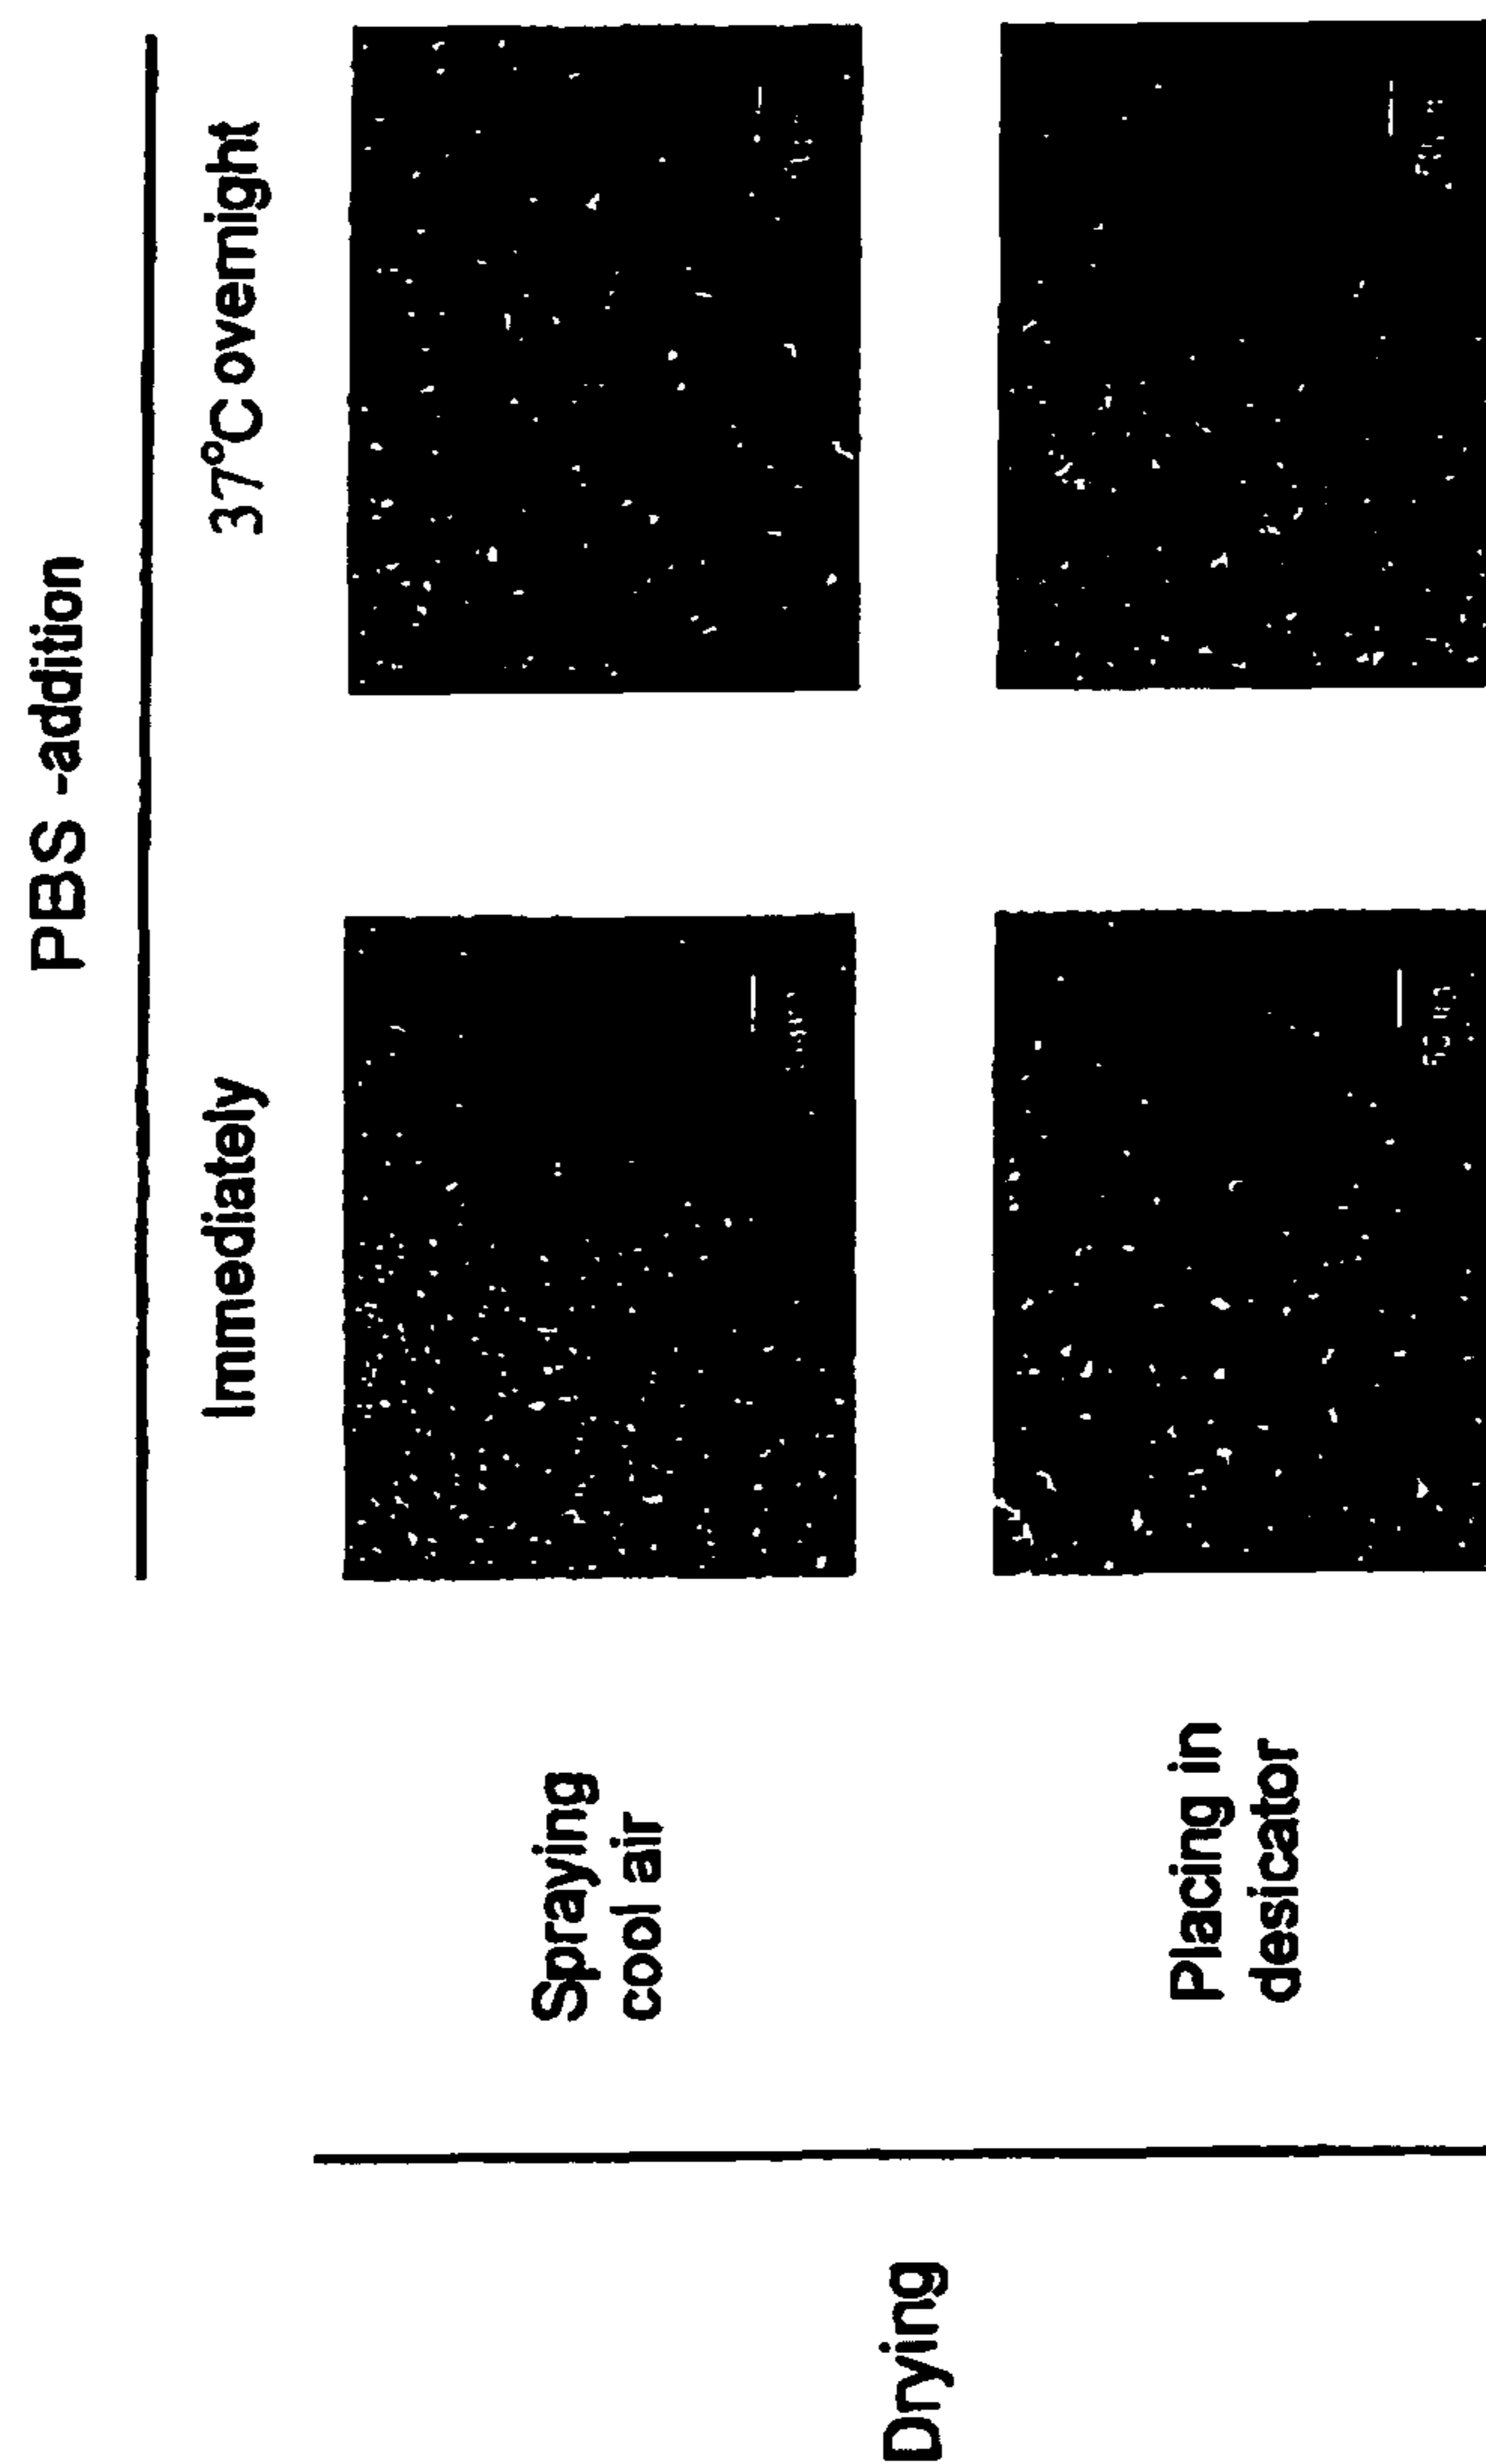 PBS -addition
Immediately
37°C overnight
Drying
Spraying
cool air
Placing in
desicator